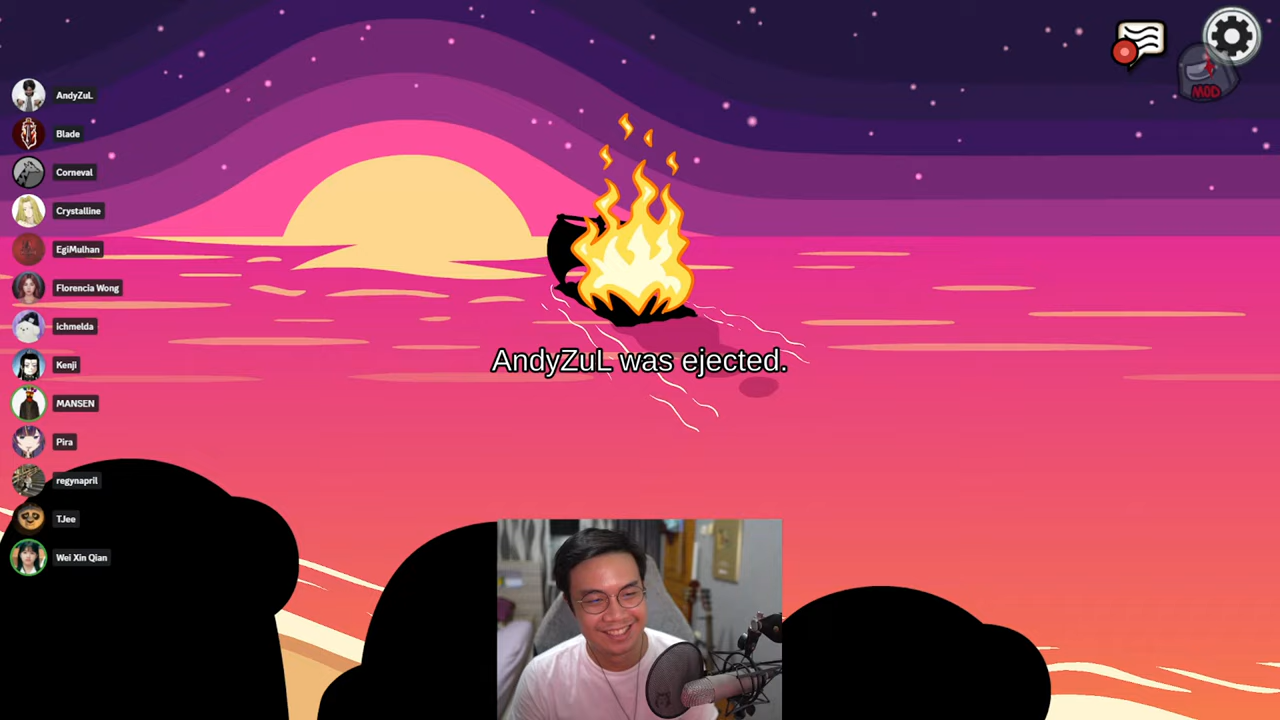 MOD
AndyZuL
Blade
Corneval
Crystalline
EgiMulhan
Florencia Wong
ichmelda
Kenji
AndyZuL was ejected.
MANSEN
Pira
regynapril
TJee
Wei Xin Qian